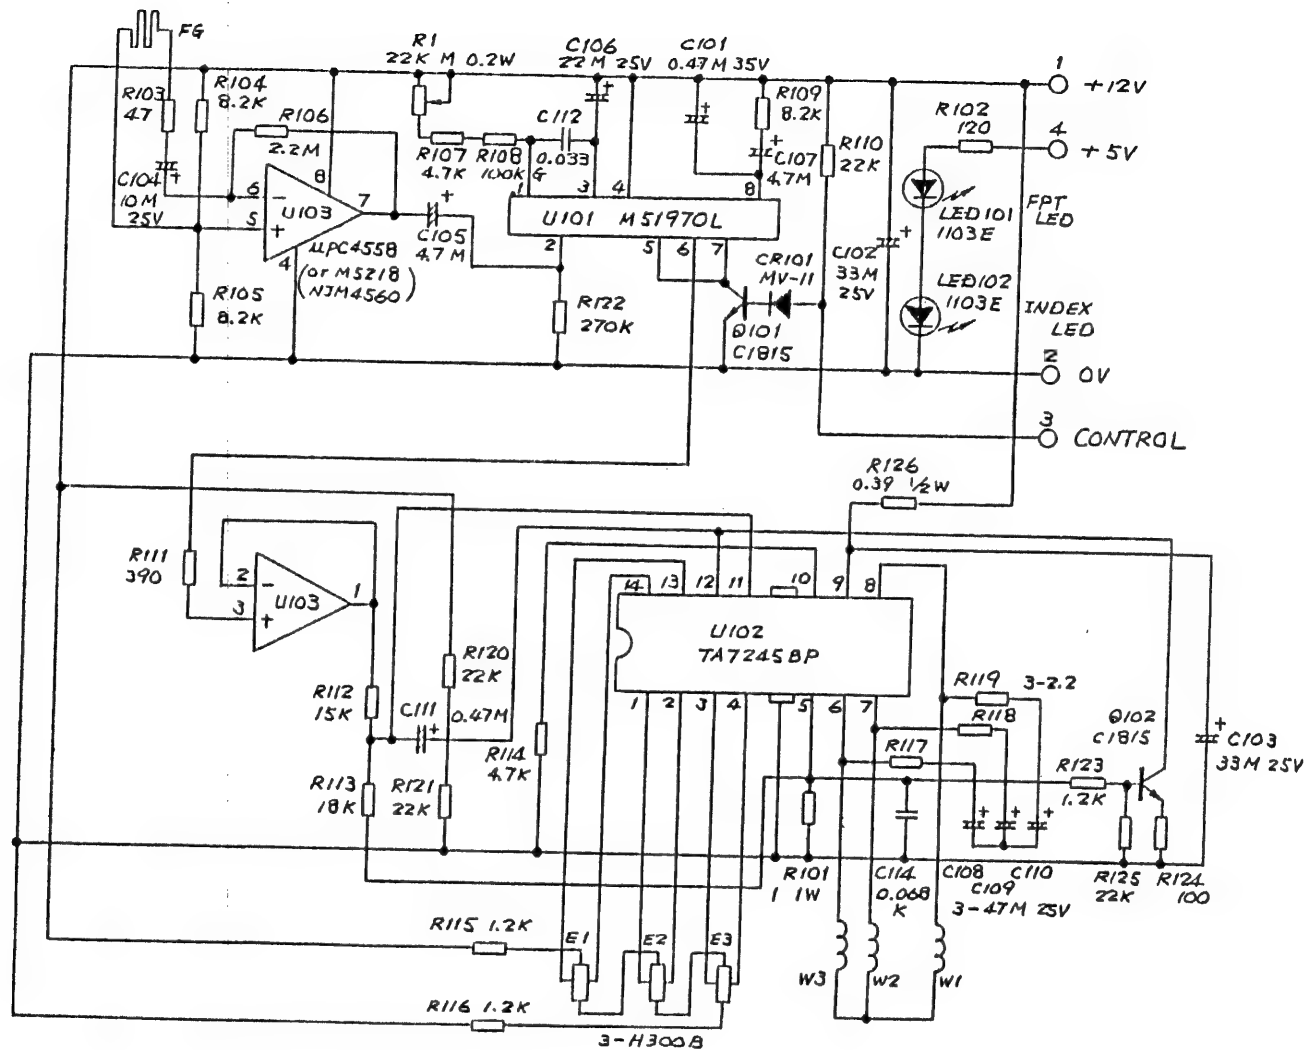 FG
R1
22K M 0.2W
C106
22M 25V
C101
0.47M 35V
1
+12V
R103
47
R104
8.2K
R106
2.2M
C112
0.033
G
R109
8.2K
R110
22K
R102
120
4
+5V
R107
4.7K
R108
100K
C107
4.7M
C104
10M
25V
6
-
5
+
8
7
4
U103
μPC4558
(or M5218)
(NJM4560)
C105
4.7M
1
3
4
8
U101 M51970L
2
5
6
7
LED101
1103E
FPT
LED
CR101
MV-11
C102
33M
25V
LED102
1103E
INDEX
LED
R105
8.2K
R122
270K
Q101
C1815
2
0V
3
CONTROL
R126
0.39 1/2W
R111
390
2
-
3
+
1
U103
14
13
12
11
10
9
8
U102
TA7245BP
1
2
3
4
5
6
7
R120
22K
R112
15K
C111
0.47M
R119
3-2.2
R118
R117
Q102
C1815
C103
33M 25V
R114
4.7K
R113
18K
R121
22K
R123
1.2K
R101
1 1W
C114
0.068
K
C108
C109
C110
3-47M 25V
R125
22K
R124
100
R115 1.2K
E1
E2
E3
W3
W2
W1
R116 1.2K
3-H300B